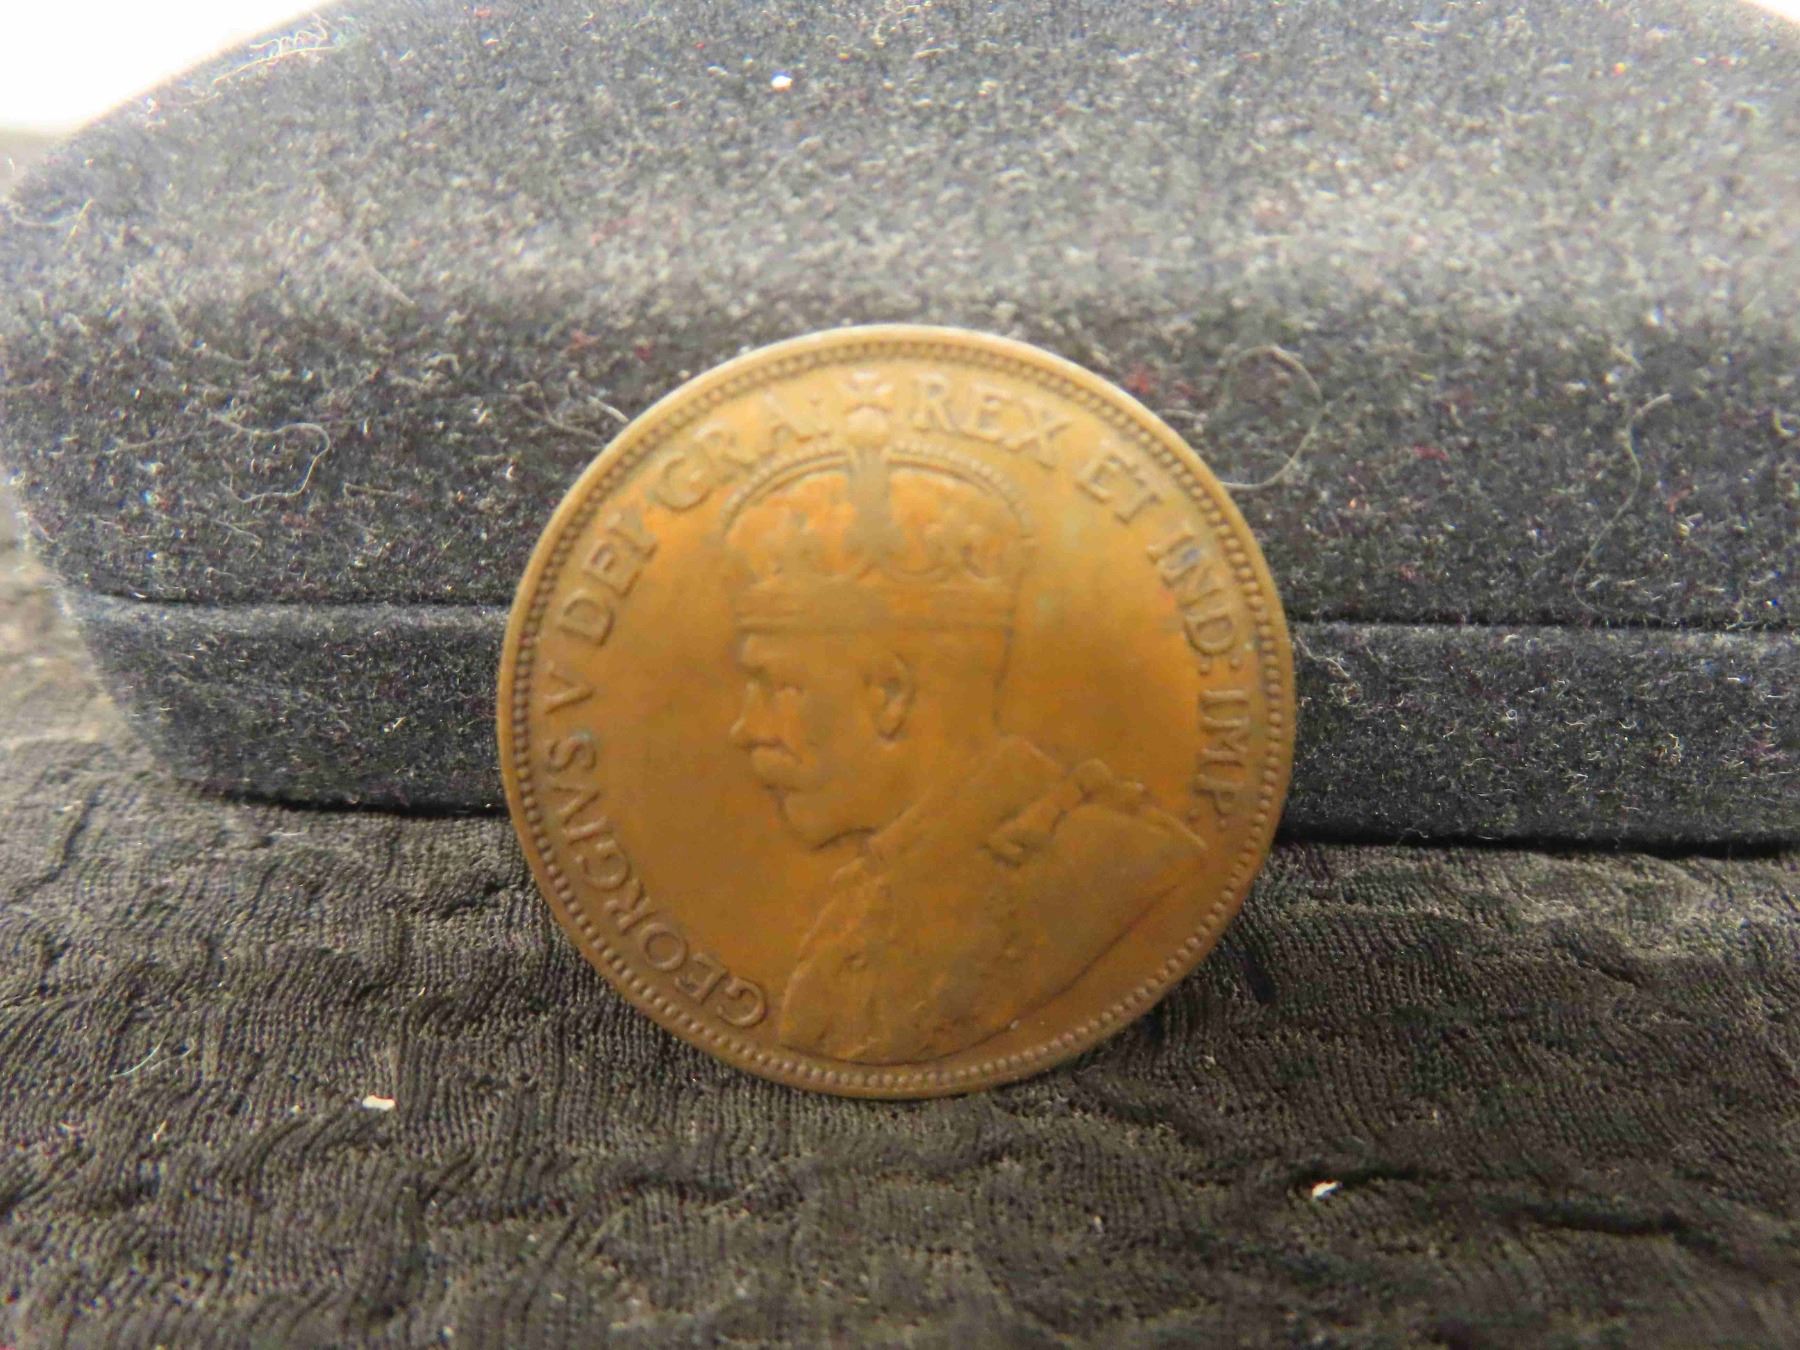 GEORGIVS V DEI GRA: REX ET IND: IMP: